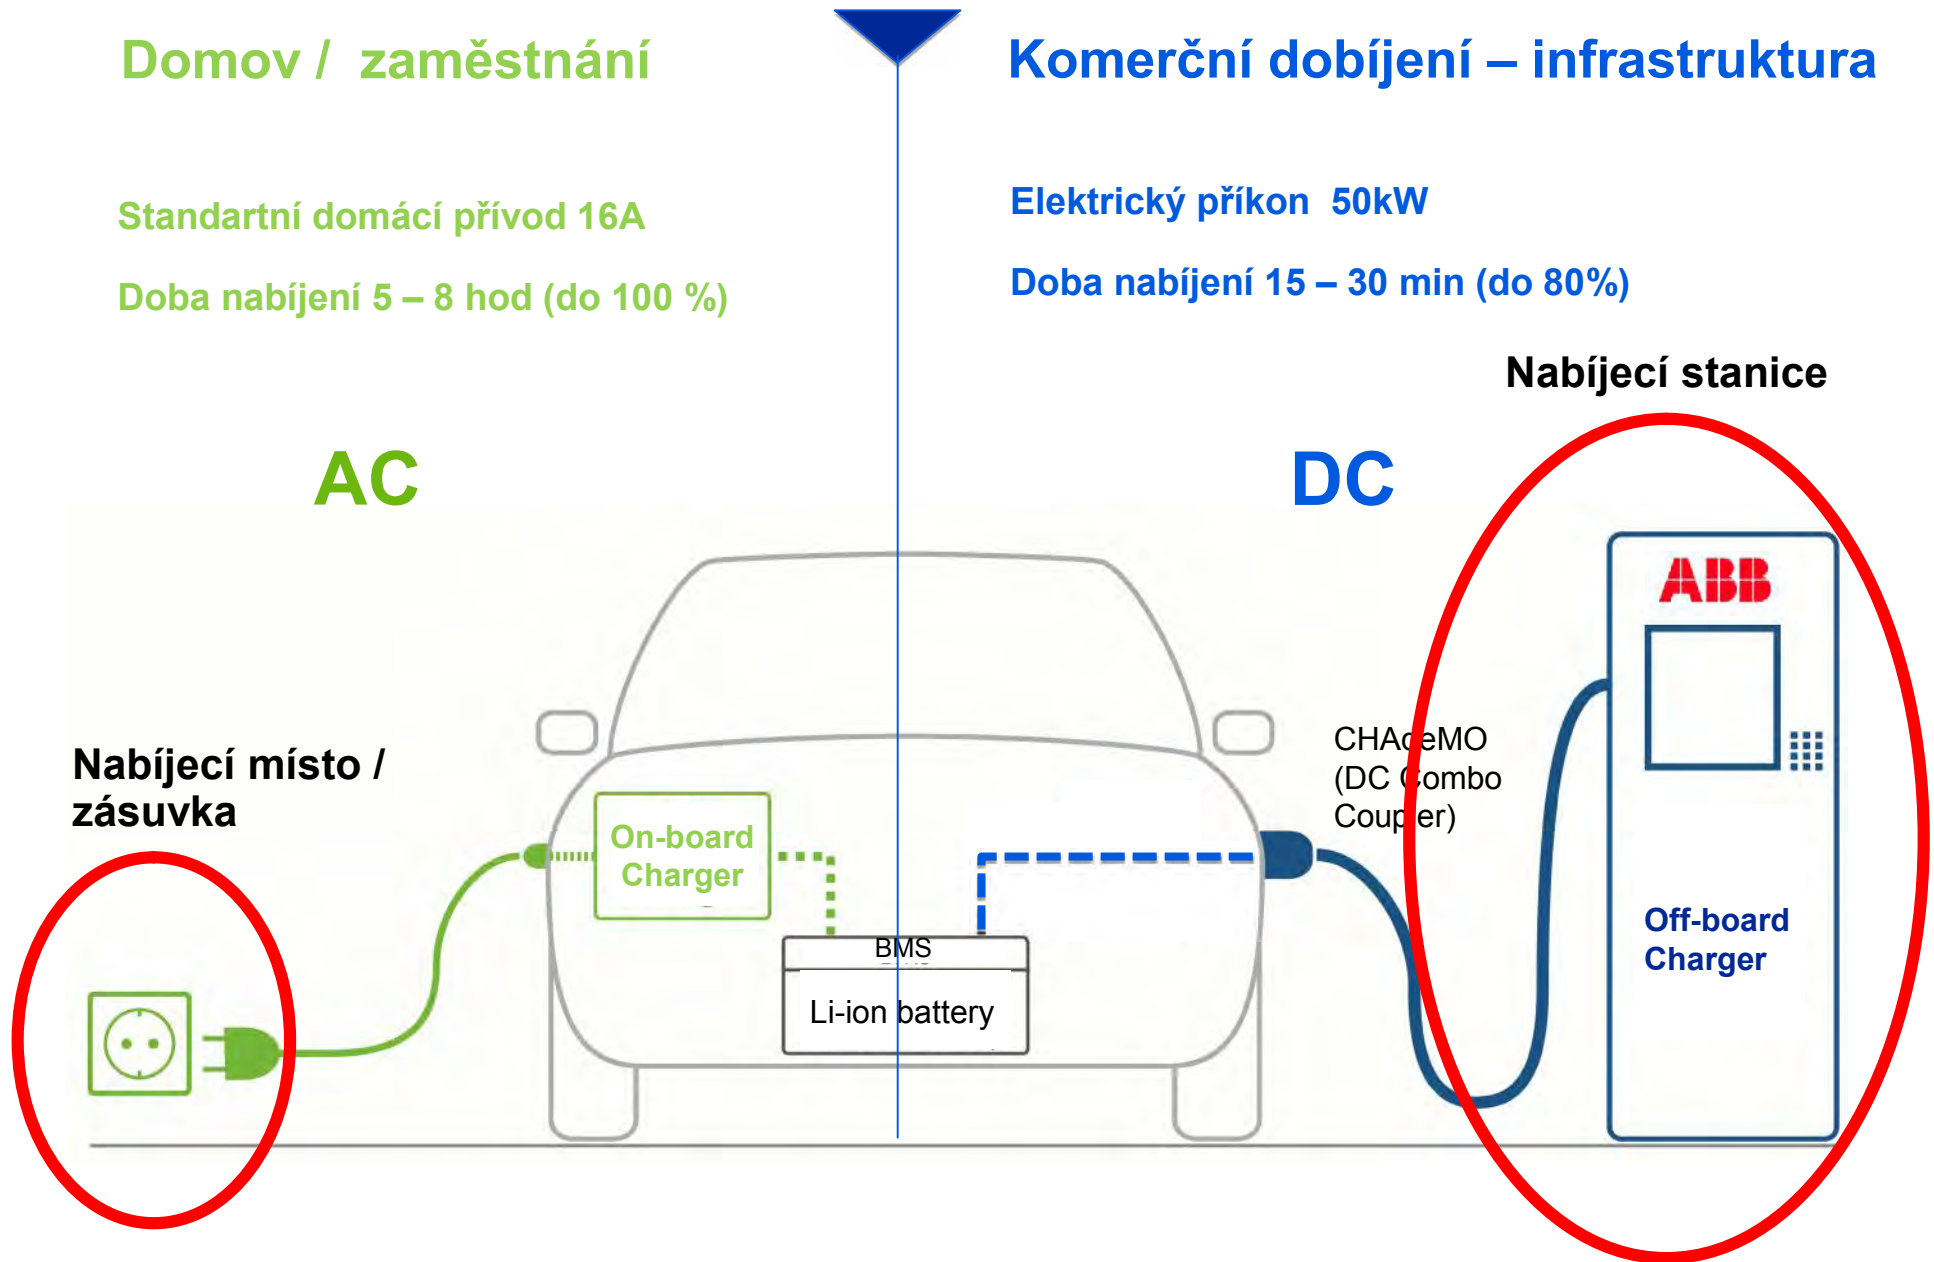 Domov / zaměstnání
Standartní domácí přívod 16A
Doba nabíjení 5 – 8 hod (do 100 %)
AC
Nabíjecí místo /
zásuvka
On-board
Charger
BMS
Li-ion battery
Komerční dobíjení – infrastruktura
Elektrický příkon 50kW
Doba nabíjení 15 – 30 min (do 80%)
Nabíjecí stanice
DC
CHAdeMO
(DC Combo
Coupler)
ABB
Off-board
Charger